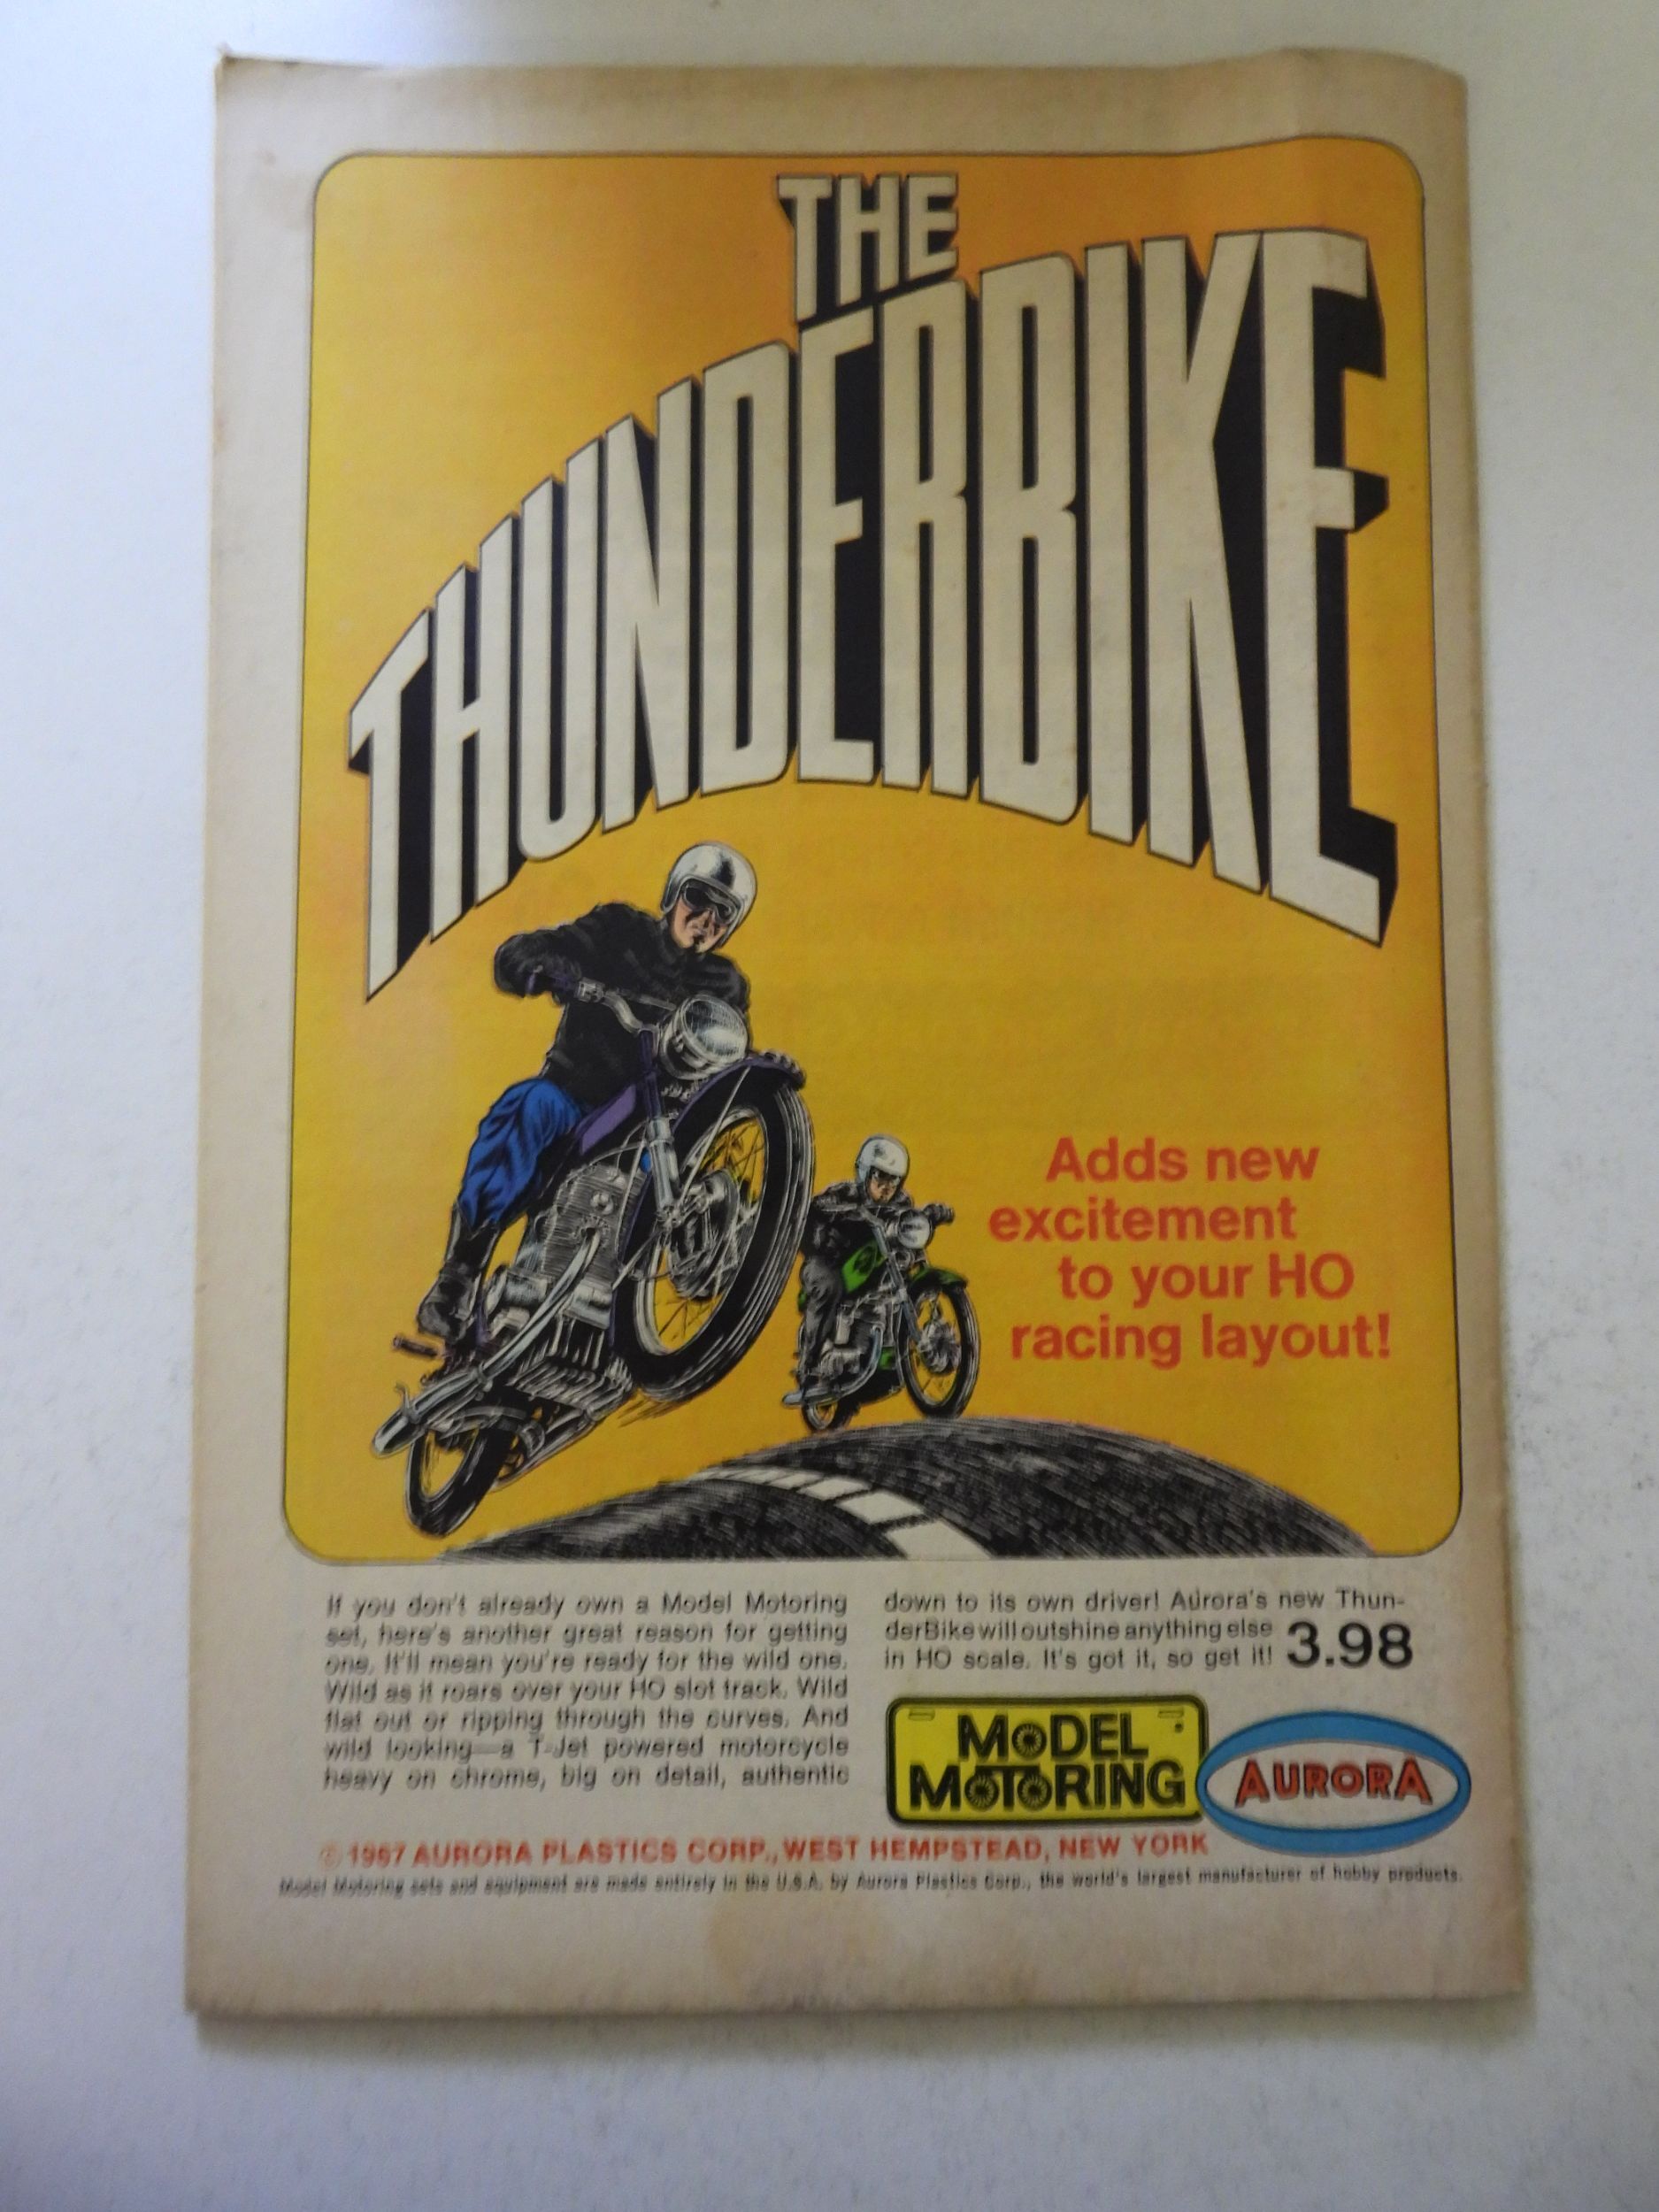 THE
THUNDERBIKE
Adds new
excitement
to your HO
racing layout!
If you don't already own a Model Motoring
set, here's another great reason for getting
one. It'll mean you're ready for the wild one.
Wild as it roars over your HO slot track. Wild
flat out or ripping through the curves. And
wild looking—a T-Jet powered motorcycle
heavy on chrome, big on detail, authentic
down to its own driver! Aurora's new Thun-
derBike will outshine anything else
in HO scale. It's got it, so get it! 3.98
MODEL
MOTORING
AURORA
© 1967 AURORA PLASTICS CORP., WEST HEMPSTEAD, NEW YORK
Model Motoring sets and equipment are made entirely in the U.S.A. by Aurora Plastics Corp., the world's largest manufacturer of hobby products.